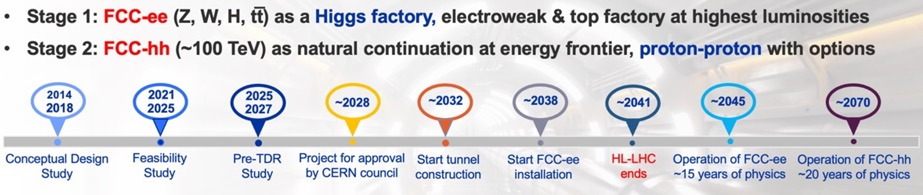 • Stage 1: FCC-ee (Z, W, H, tt̅) as a Higgs factory, electroweak & top factory at highest luminosities
• Stage 2: FCC-hh (~100 TeV) as natural continuation at energy frontier, proton-proton with options
2014
2018
2021
2025
2025
2027
~2028
~2032
~2038
~2041
~2045
~2070
Conceptual Design
Study
Feasibility
Study
Pre-TDR
Study
Project for approval
by CERN council
Start tunnel
construction
Start FCC-ee
installation
HL-LHC
ends
Operation of FCC-ee
~15 years of physics
Operation of FCC-hh
~20 years of physics